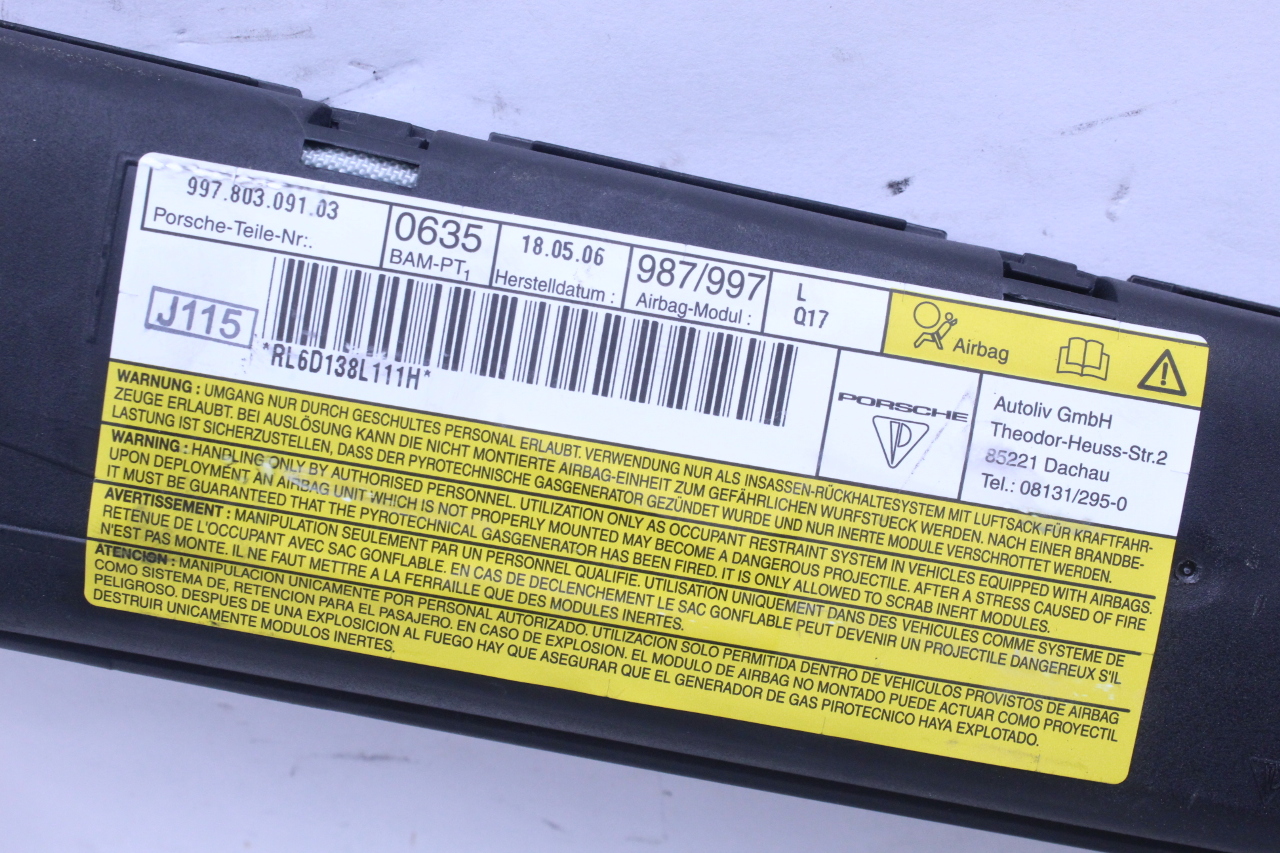 997.803.091.03
Porsche-Teile-Nr:.
0635
BAM-PT1
18.05.06
Herstelldatum :
987/997
Airbag-Modul :
L
Q17
Airbag
J115
*RL6D138L111H*
PORSCHE
Autoliv GmbH
Theodor-Heuss-Str.2
85221 Dachau
Tel.: 08131/295-0
WARNUNG : UMGANG NUR DURCH GESCHULTES PERSONAL ERLAUBT. VERWENDUNG NUR ALS INSASSEN-RÜCKHALTESYSTEM MIT LUFTSACK FÜR KRAFTFAHR-
ZEUGE ERLAUBT. BEI AUSLÖSUNG KANN DIE NICHT MONTIERTE AIRBAG-EINHEIT ZUM GEFÄHRLICHEN WURFSTUECK WERDEN. NACH EINER BRANDBE-
LASTUNG IST SICHERZUSTELLEN, DASS DER PYROTECHNISCHE GASGENERATOR GEZÜNDET WURDE UND NUR INERTE MODULE VERSCHROTTET WERDEN.
WARNING : HANDLING ONLY BY AUTHORISED PERSONNEL. UTILIZATION ONLY AS OCCUPANT RESTRAINT SYSTEM IN VEHICLES EQUIPPED WITH AIRBAGS.
UPON DEPLOYMENT, AN AIRBAG UNIT WHICH IS NOT PROPERLY MOUNTED MAY BECOME A DANGEROUS PROJECTILE. AFTER A STRESS CAUSED OF FIRE
IT MUST BE GUARANTEED THAT THE PYROTECHNICAL GASGENERATOR HAS BEEN FIRED. IT IS ONLY ALLOWED TO SCRAB INERT MODULES.
AVERTISSEMENT : MANIPULATION SEULEMENT PAR UN PERSONNEL QUALIFIE. UTILISATION UNIQUEMENT DANS DES VEHICULES COMME SYSTEME DE
RETENUE DE L'OCCUPANT AVEC SAC GONFLABLE. EN CAS DE DECLENCHEMENT LE SAC GONFLABLE PEUT DEVENIR UN PROJECTILE DANGEREUX S'IL
N'EST PAS MONTE. IL NE FAUT METTRE A LA FERRAILLE QUE DES MODULES INERTES.
ATENCION : MANIPULACION UNICAMENTE POR PERSONAL AUTORIZADO. UTILIZACION SOLO PERMITIDA DENTRO DE VEHICULOS PROVISTOS DE AIRBAG
COMO SISTEMA DE, RETENCION PARA EL PASAJERO. EN CASO DE EXPLOSION. EL MODULO DE AIRBAG NO MONTADO PUEDE ACTUAR COMO PROYECTIL
PELIGROSO. DESPUES DE UNA EXPLOSION AL FUEGO HAY QUE ASEGURAR QUE EL GENERADOR DE GAS PIROTECNICO HAYA EXPLOTADO.
DESTRUIR UNICAMENTE MODULOS INERTES.